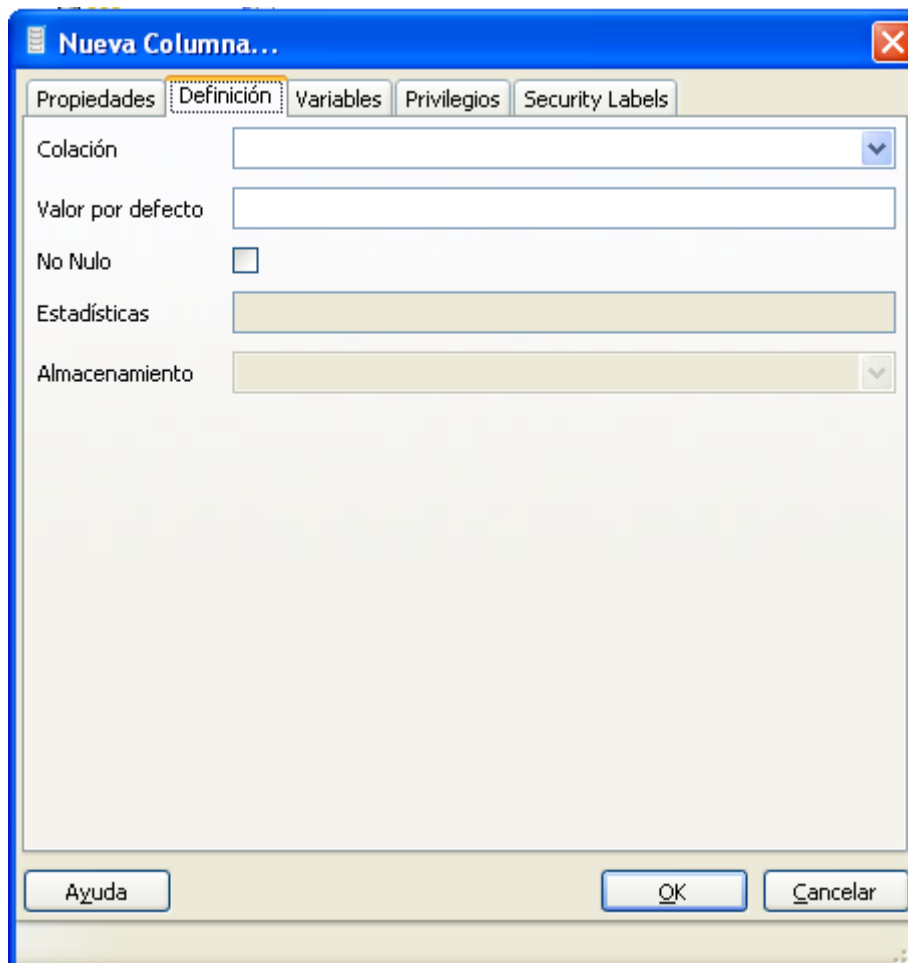 Nueva Columna...
Propiedades Definición Variables Privilegios Security Labels
Colación
Valor por defecto
No Nulo
Estadísticas
Almacenamiento
Ayuda OK Cancelar